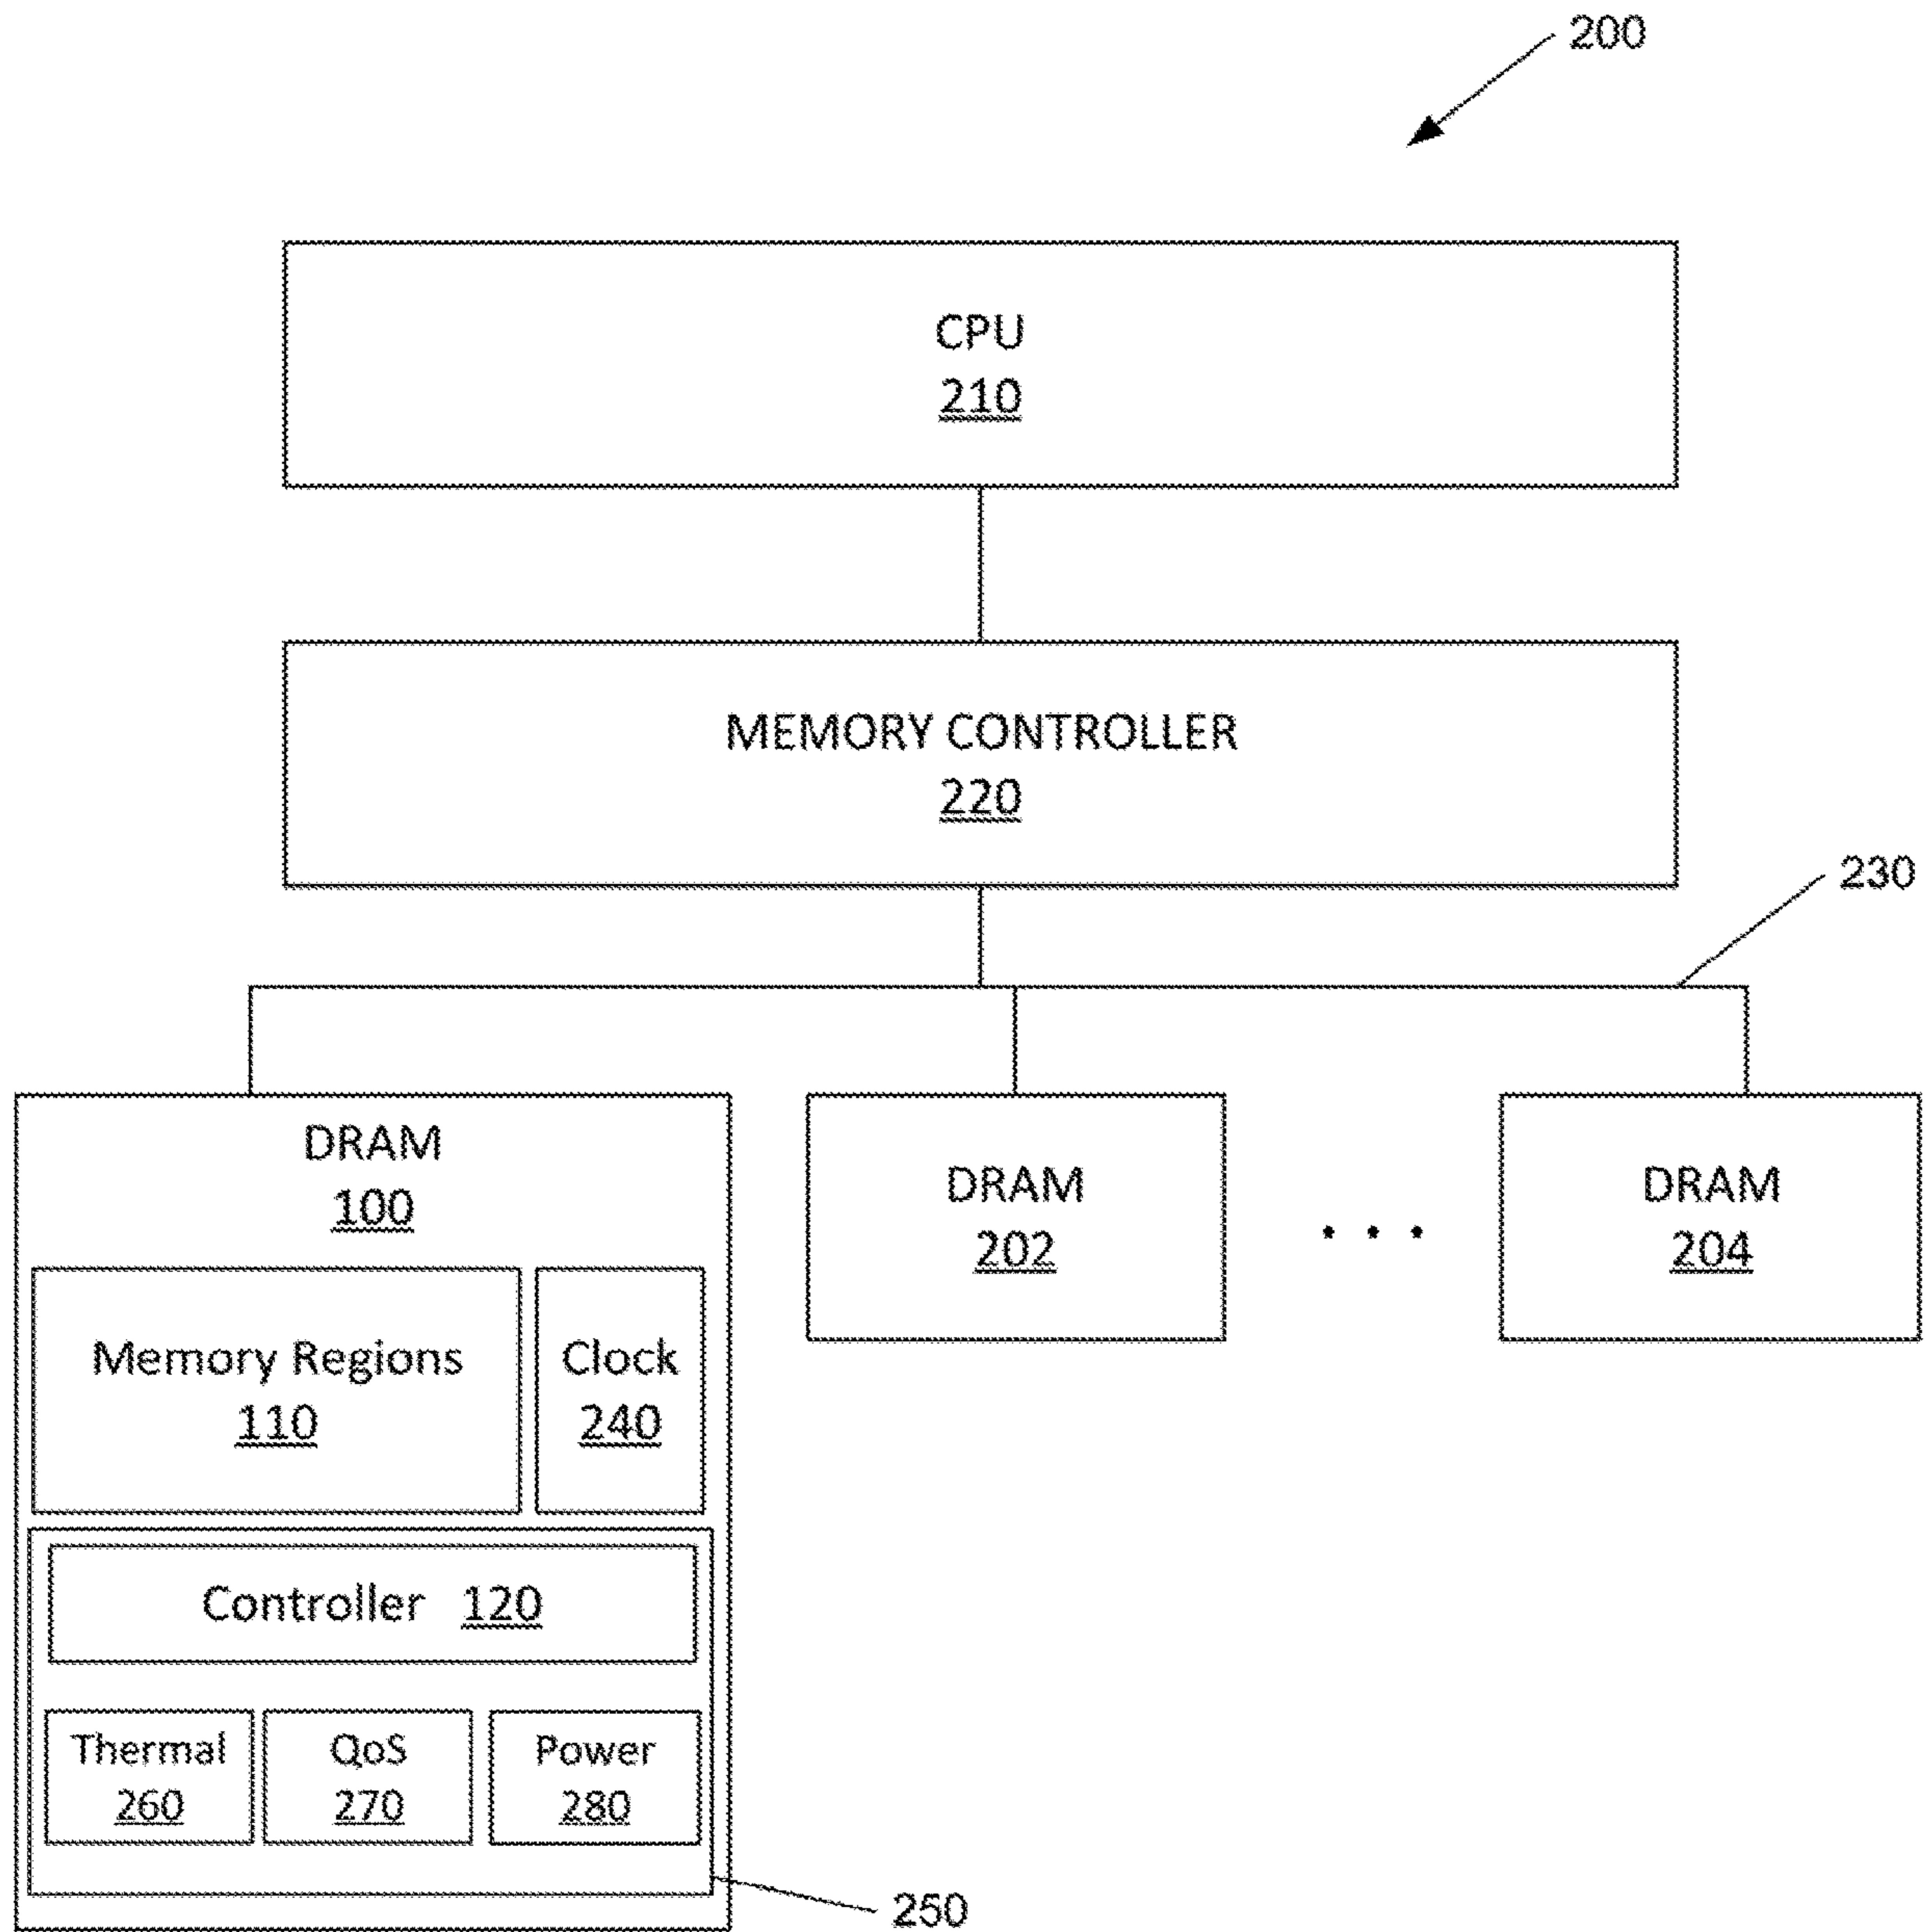 200
CPU
210
MEMORY CONTROLLER
220
230
DRAM
100
DRAM
202
. . .
DRAM
204
Memory Regions
110
Clock
240
Controller 120
Thermal
260
QoS
270
Power
280
250